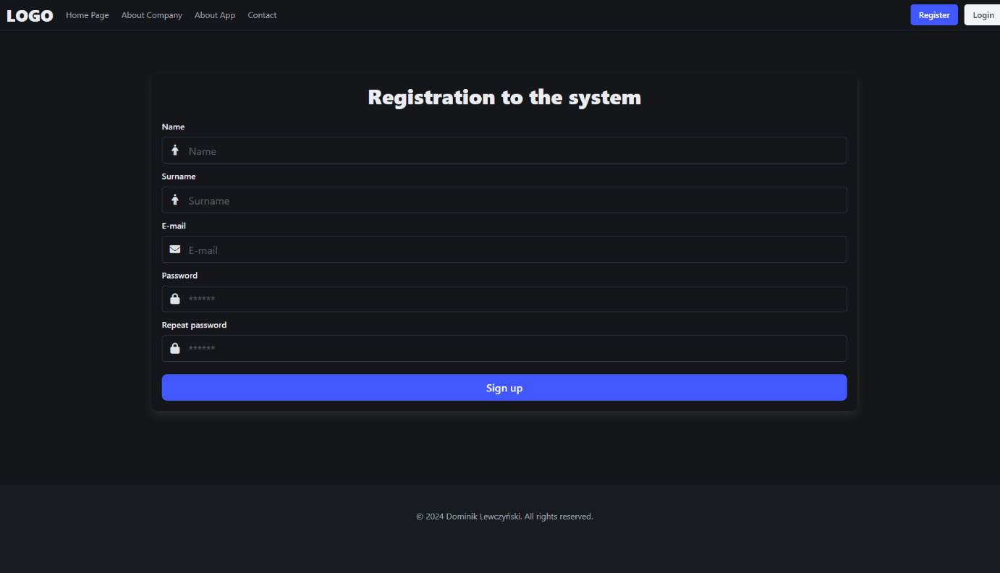 LOGO Home Page About Company About App Contact Register Login
Registration to the system
Name
Name
Surname
Surname
E-mail
E-mail
Password
******
Repeat password
******
Sign up
© 2024 Dominik Lewczyński. All rights reserved.